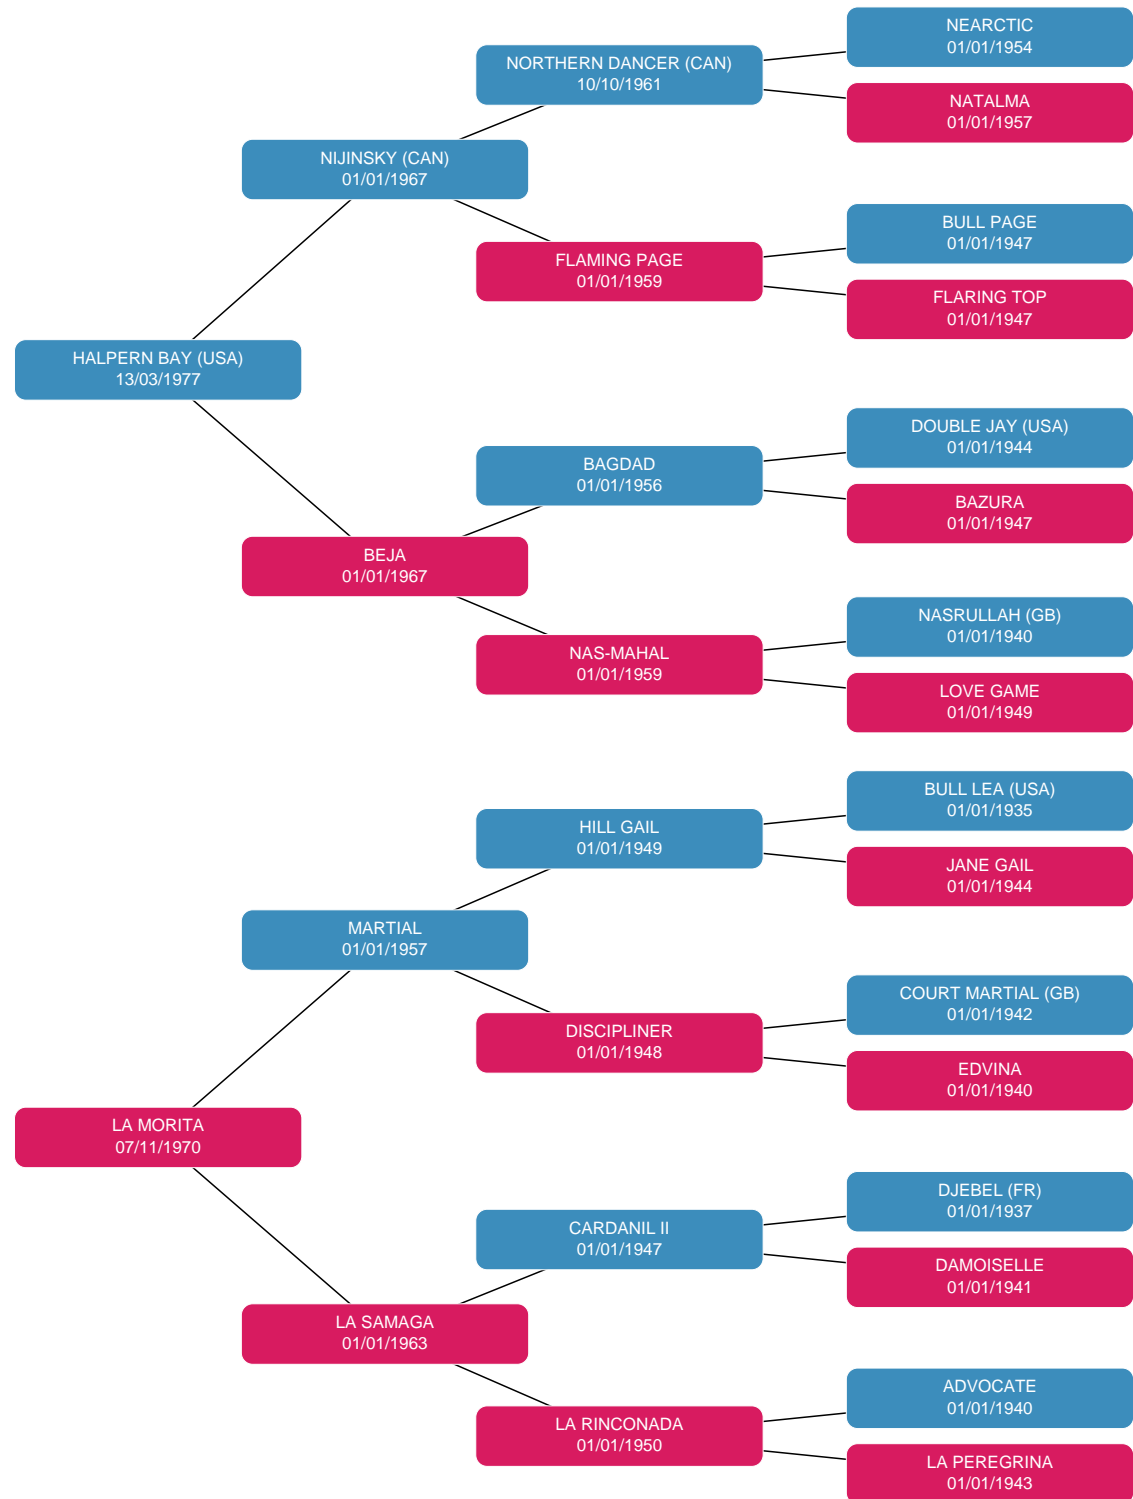 NEARCTIC
01/01/1954
NORTHERN DANCER (CAN)
10/10/1961
NATALMA
01/01/1957
NIJINSKY (CAN)
01/01/1967
BULL PAGE
01/01/1947
FLAMING PAGE
01/01/1959
FLARING TOP
01/01/1947
HALPERN BAY (USA)
13/03/1977
DOUBLE JAY (USA)
01/01/1944
BAGDAD
01/01/1956
BAZURA
01/01/1947
BEJA
01/01/1967
NASRULLAH (GB)
01/01/1940
NAS-MAHAL
01/01/1959
LOVE GAME
01/01/1949
BULL LEA (USA)
01/01/1935
HILL GAIL
01/01/1949
JANE GAIL
01/01/1944
MARTIAL
01/01/1957
COURT MARTIAL (GB)
01/01/1942
DISCIPLINER
01/01/1948
EDVINA
01/01/1940
LA MORITA
07/11/1970
DJEBEL (FR)
01/01/1937
CARDANIL II
01/01/1947
DAMOISELLE
01/01/1941
LA SAMAGA
01/01/1963
ADVOCATE
01/01/1940
LA RINCONADA
01/01/1950
LA PEREGRINA
01/01/1943